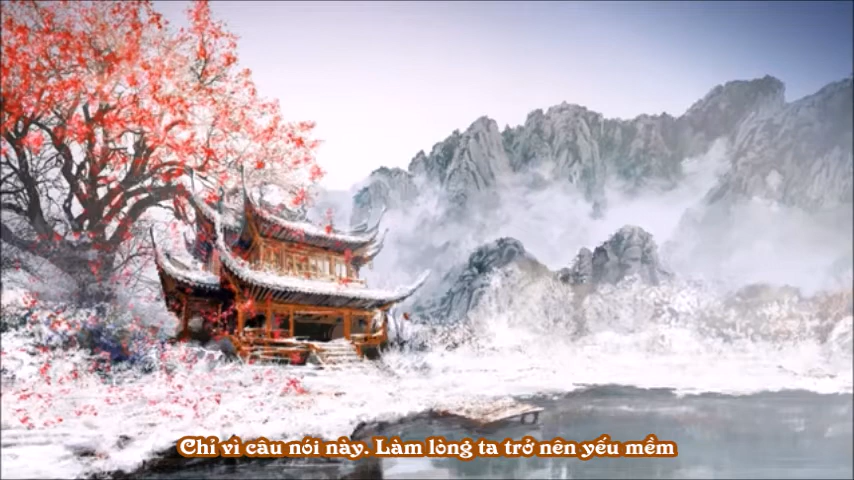 Chỉ vì câu nói này. Làm lòng ta trở nên yếu mềm